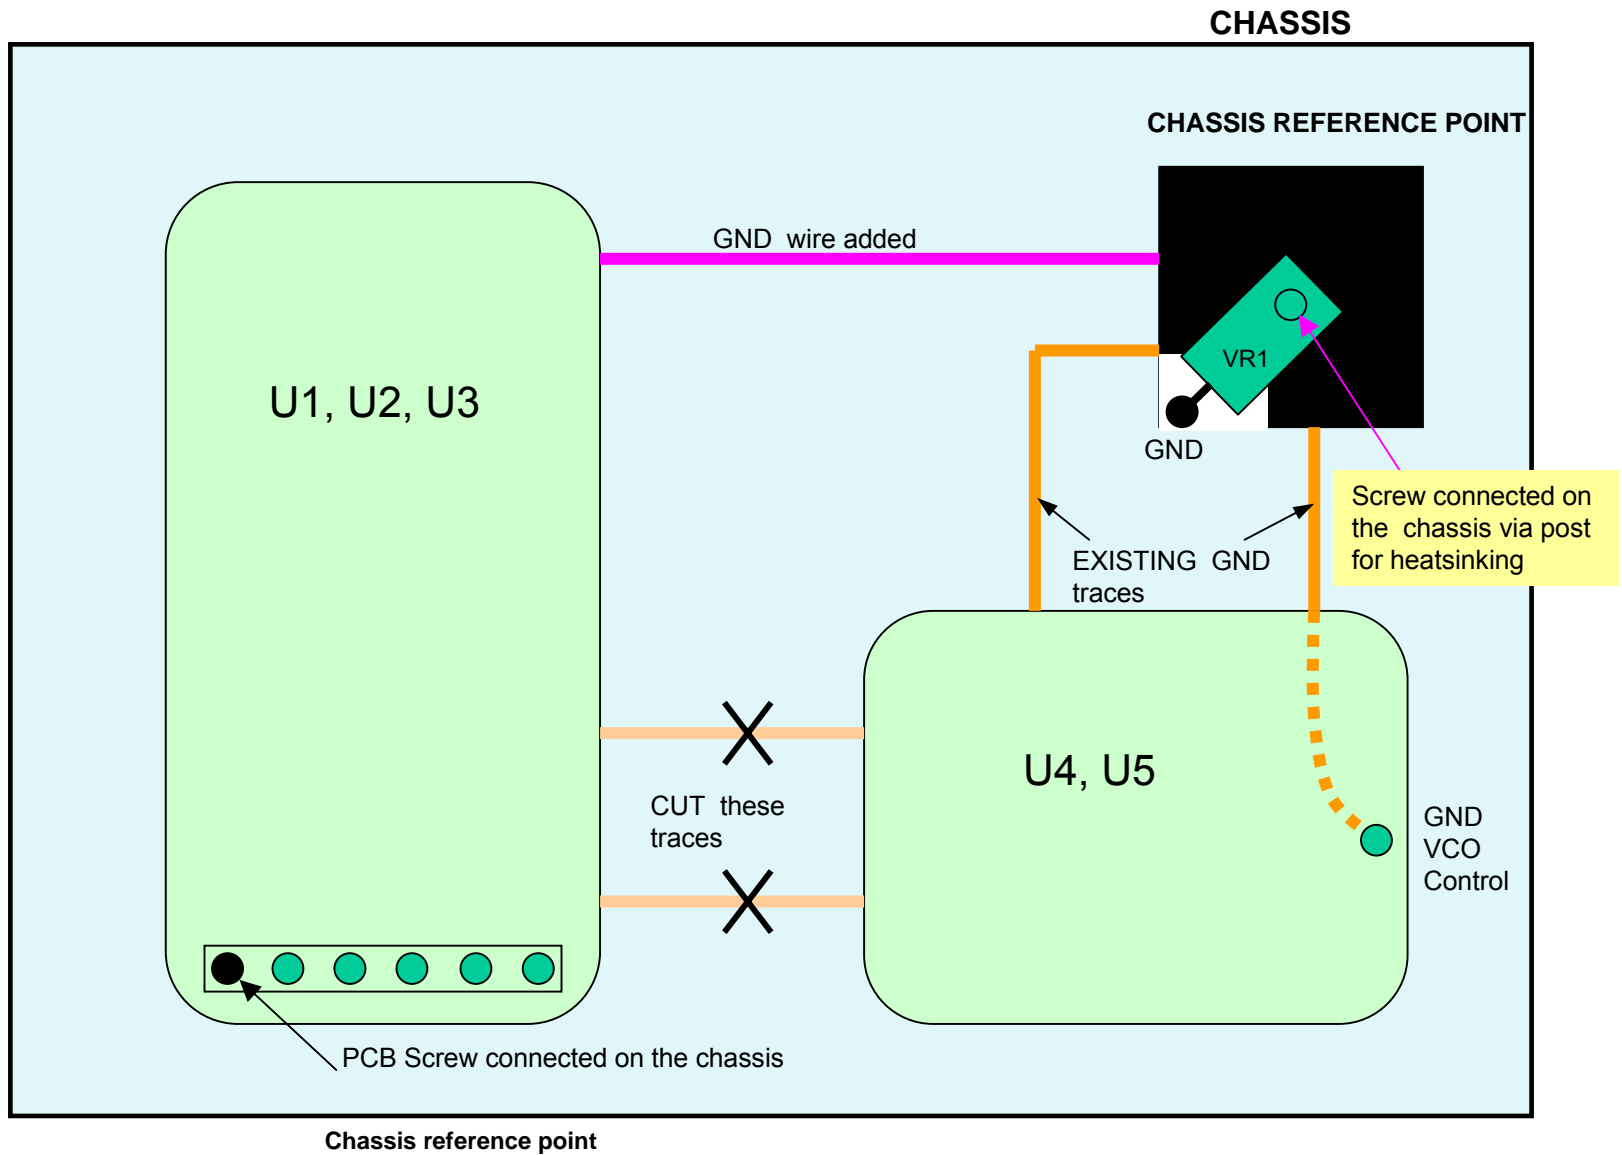 CHASSIS
CHASSIS REFERENCE POINT
GND wire added
VR1
U1, U2, U3
GND
Screw connected on
the chassis via post
for heatsinking
EXISTING GND
traces
U4, U5
CUT these
traces
GND
VCO
Control
PCB Screw connected on the chassis
Chassis reference point